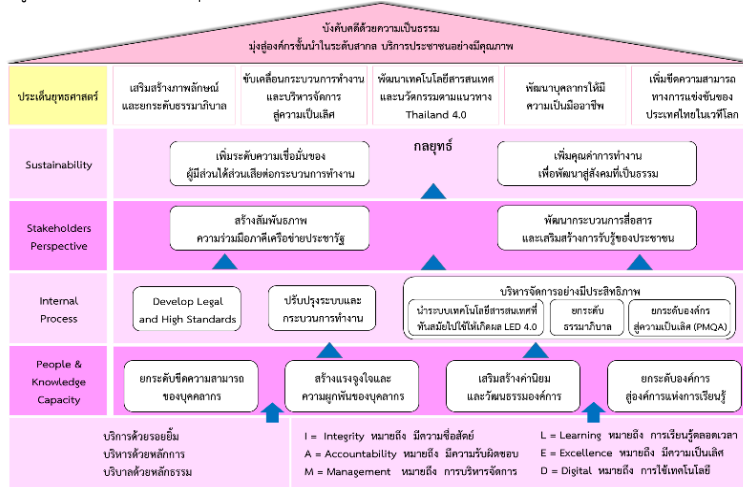 บังคับคดีด้วยความเป็นธรรม
มุ่งสู่องค์กรชั้นนำในระดับสากล บริการประชาชนอย่างมีคุณภาพ
ประเด็นยุทธศาสตร์
เสริมสร้างภาพลักษณ์
และยกระดับธรรมาภิบาล
ขับเคลื่อนกระบวนการทำงาน
และบริหารจัดการ
สู่ความเป็นเลิศ
พัฒนาเทคโนโลยีสารสนเทศ
และนวัตกรรมตามแนวทาง
Thailand 4.0
พัฒนาบุคลากรให้มี
ความเป็นมืออาชีพ
เพิ่มขีดความสามารถ
ทางการแข่งขันของ
ประเทศไทยในเวทีโลก
กลยุทธ์
Sustainability
เพิ่มระดับความเชื่อมั่นของ
ผู้มีส่วนได้ส่วนเสียต่อกระบวนการทำงาน
เพิ่มคุณค่าการทำงาน
เพื่อพัฒนาสู่สังคมที่เป็นธรรม
Stakeholders
Perspective
สร้างสัมพันธภาพ
ความร่วมมือภาคีเครือข่ายประชารัฐ
พัฒนากระบวนการสื่อสาร
และเสริมสร้างการรับรู้ของประชาชน
Internal
Process
Develop Legal
and High Standards
ปรับปรุงระบบและ
กระบวนการทำงาน
บริหารจัดการอย่างมีประสิทธิภาพ
นำระบบเทคโนโลยีสารสนเทศที่
ทันสมัยไปใช้ให้เกิดผล LED 4.0
ยกระดับ
ธรรมาภิบาล
ยกระดับองค์กร
สู่ความเป็นเลิศ (PMQA)
People &
Knowledge
Capacity
ยกระดับขีดความสามารถ
ของบุคคลากร
สร้างแรงจูงใจและ
ความผูกพันของบุคลากร
เสริมสร้างค่านิยม
และวัฒนธรรมองค์การ
ยกระดับองค์การ
สู่องค์การแห่งการเรียนรู้
บริการด้วยรอยยิ้ม
บริหารด้วยหลักการ
บริบาลด้วยหลักธรรม
I = Integrity หมายถึง มีความซื่อสัตย์
A = Accountability หมายถึง มีความรับผิดชอบ
M = Management หมายถึง การบริหารจัดการ
L = Learning หมายถึง การเรียนรู้ตลอดเวลา
E = Excellence หมายถึง มีความเป็นเลิศ
D = Digital หมายถึง การใช้เทคโนโลยี